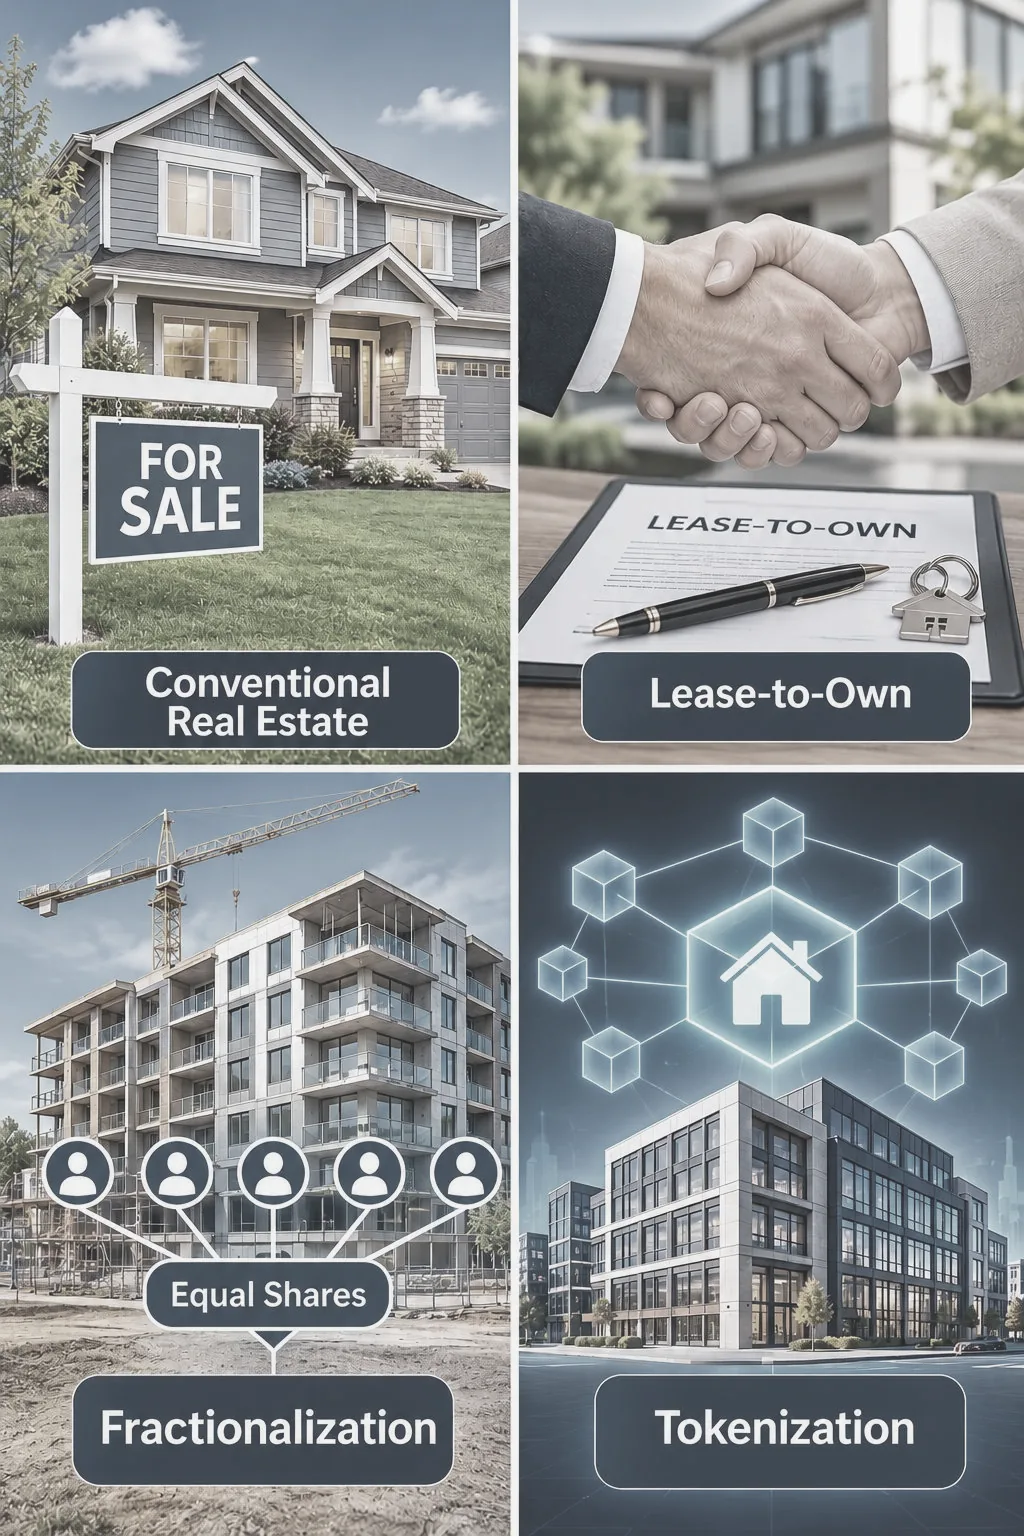 FOR
SALE
Conventional
Real Estate
LEASE-TO-OWN
Lease-to-Own
Equal Shares
Fractionalization
Tokenization